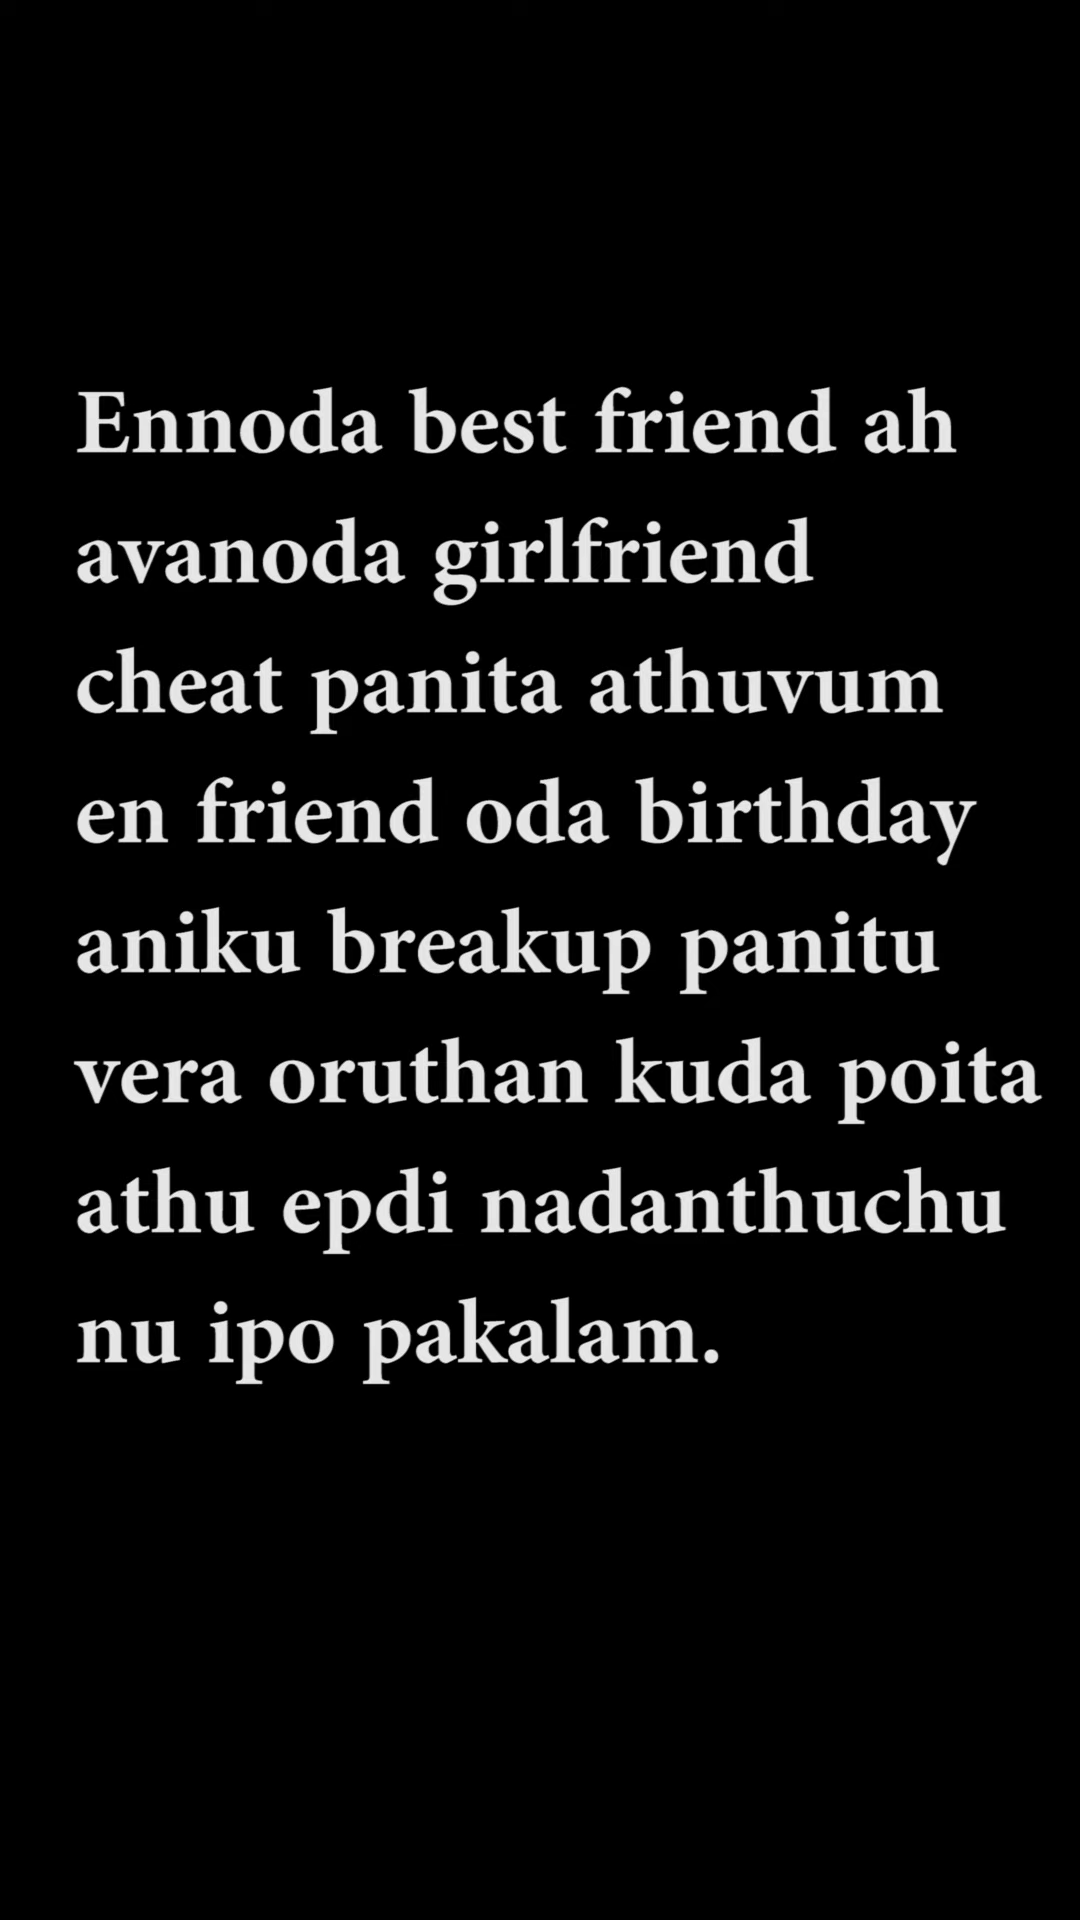 Ennoda best friend ah
avanoda girlfriend
cheat panita athuvum
en friend oda birthday
aniku breakup panitu
vera oruthan kuda poita
athu epdi nadanthuchu
nu ipo pakalam.